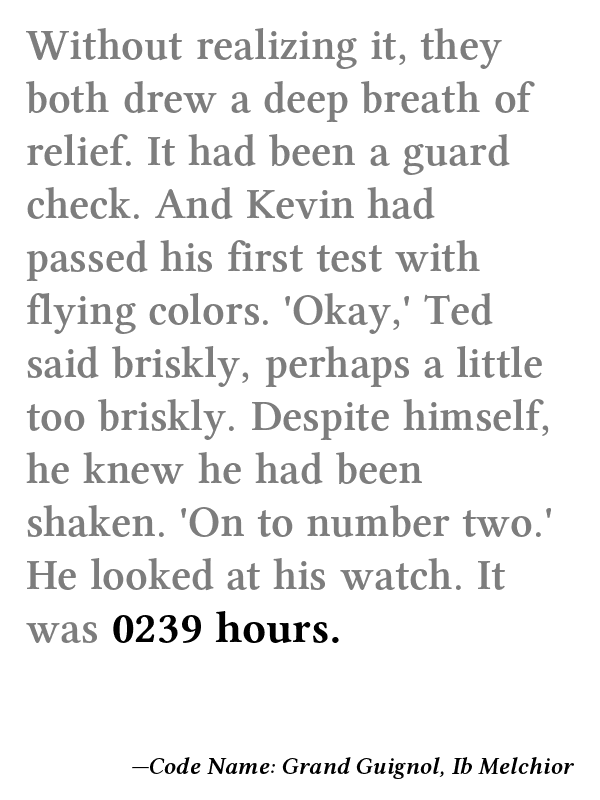 Without realizing it, they
both drew a deep breath of
relief. It had been a guard
check. And Kevin had
passed his first test with
flying colors. 'Okay,' Ted
said briskly, perhaps a little
too briskly. Despite himself,
he knew he had been
shaken. 'On to number two.'
He looked at his watch. It
was 0239 hours.
—Code Name: Grand Guignol, Ib Melchior